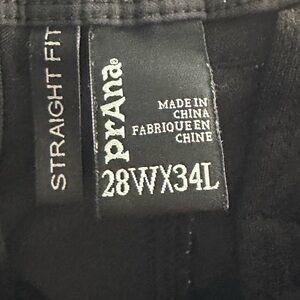 STRAIGHT FIT
prAna
MADE IN
CHINA
FABRIQUE EN
CHINE
28WX34L